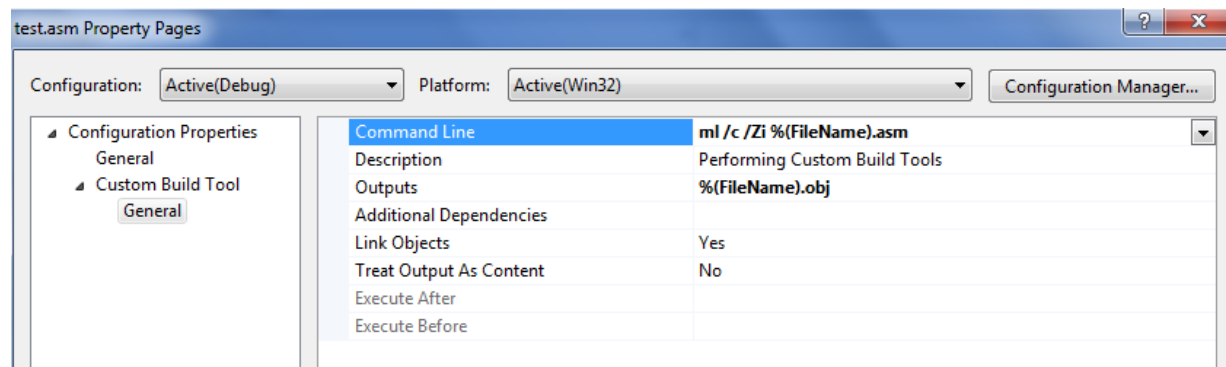 test.asm Property Pages
Configuration: Active(Debug) Platform: Active(Win32) Configuration Manager...
Configuration Properties
General
Custom Build Tool
General
Command Line ml /c /Zi %(FileName).asm
Description Performing Custom Build Tools
Outputs %(FileName).obj
Additional Dependencies
Link Objects Yes
Treat Output As Content No
Execute After
Execute Before